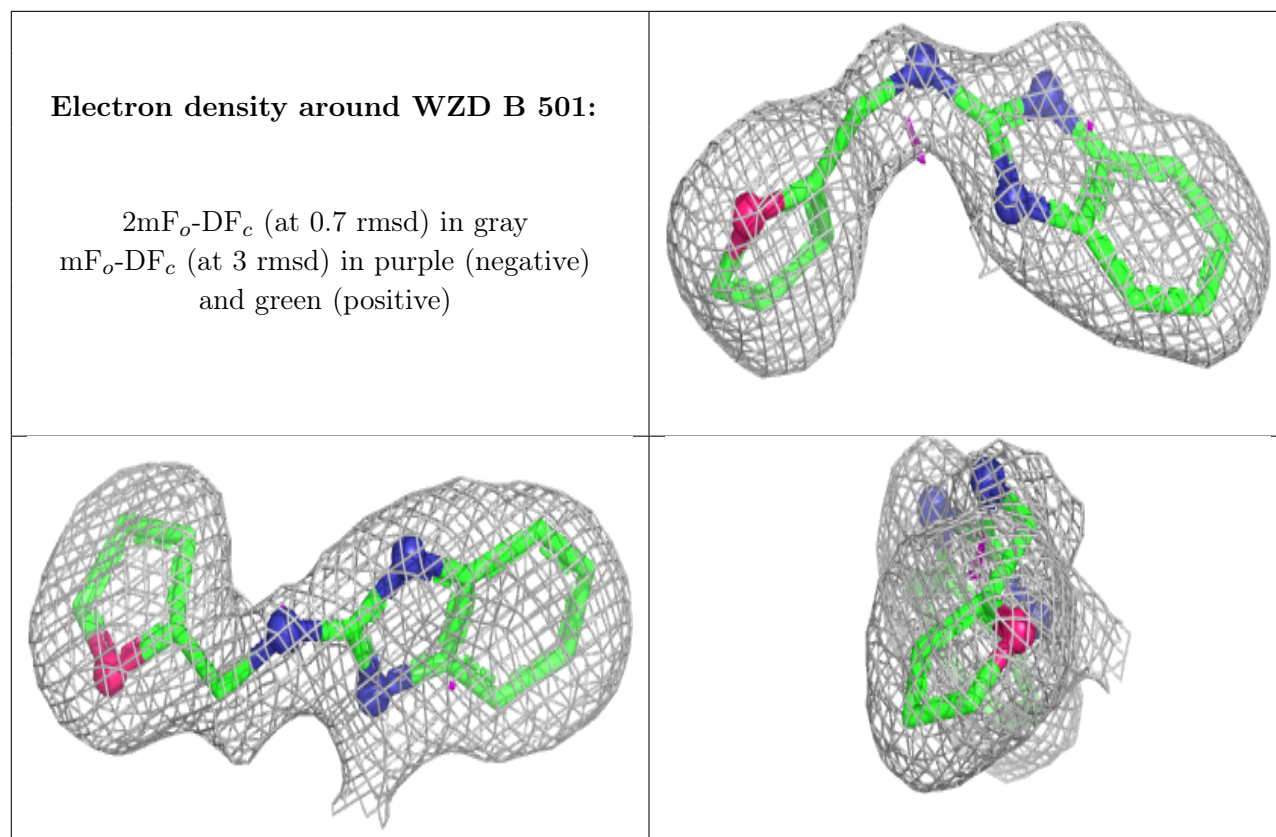 Electron density around WZD B 501:
2mFo-DFc (at 0.7 rmsd) in gray
mFo-DFc (at 3 rmsd) in purple (negative)
and green (positive)